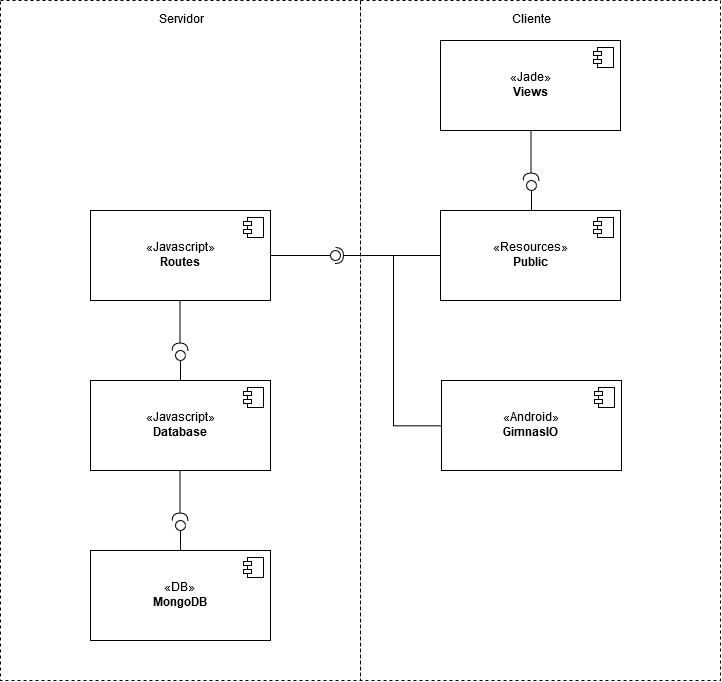 Servidor
Cliente
«Jade»
Views
«Javascript»
Routes
«Resources»
Public
«Javascript»
Database
«Android»
GimnasIO
«DB»
MongoDB